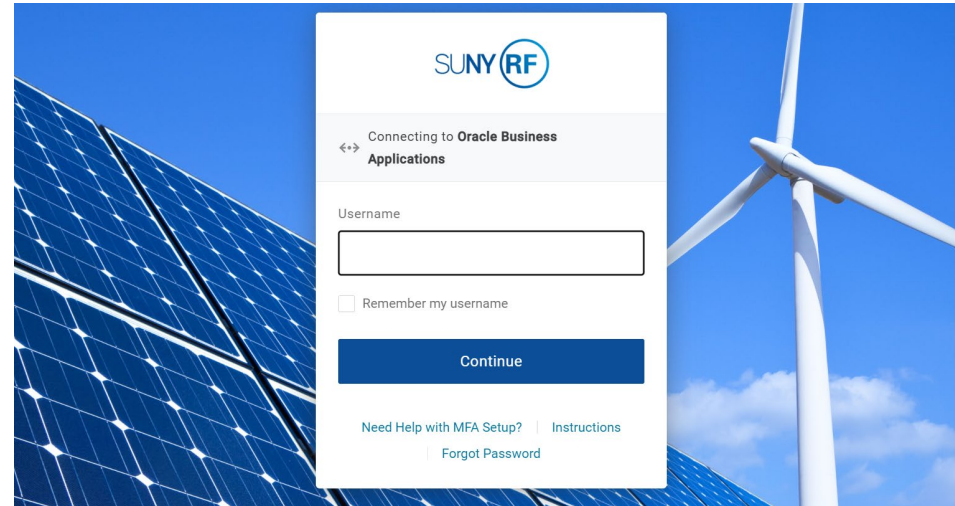 SUNY RF
Connecting to Oracle Business
Applications
Username
Remember my username
Continue
Need Help with MFA Setup? Instructions
Forgot Password